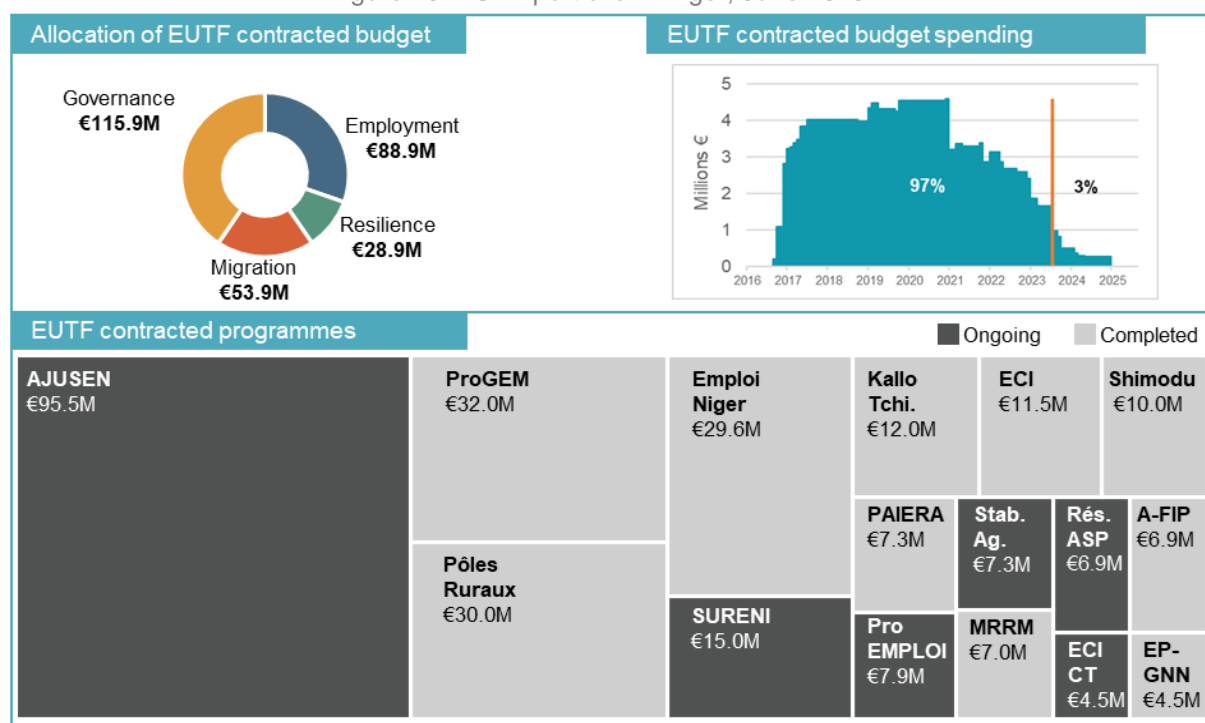 Allocation of EUTF contracted budget
Governance
€115.9M
Employment
€88.9M
Resilience
€28.9M
Migration
€53.9M
EUTF contracted budget spending
Millions €
5
4
3
2
1
0
97%
3%
2016 2017 2018 2019 2020 2021 2022 2023 2024 2025
EUTF contracted programmes
Ongoing
Completed
AJUSEN
€95.5M
ProGEM
€32.0M
Pôles
Ruraux
€30.0M
Emploi
Niger
€29.6M
SURENI
€15.0M
Kallo
Tchi.
€12.0M
ECI
€11.5M
Shimodu
€10.0M
PAIERA
€7.3M
Stab.
Ag.
€7.3M
Rés.
ASP
€6.9M
A-FIP
€6.9M
Pro
EMPLOI
€7.9M
MRRM
€7.0M
ECI
CT
€4.5M
EP-
GNN
€4.5M